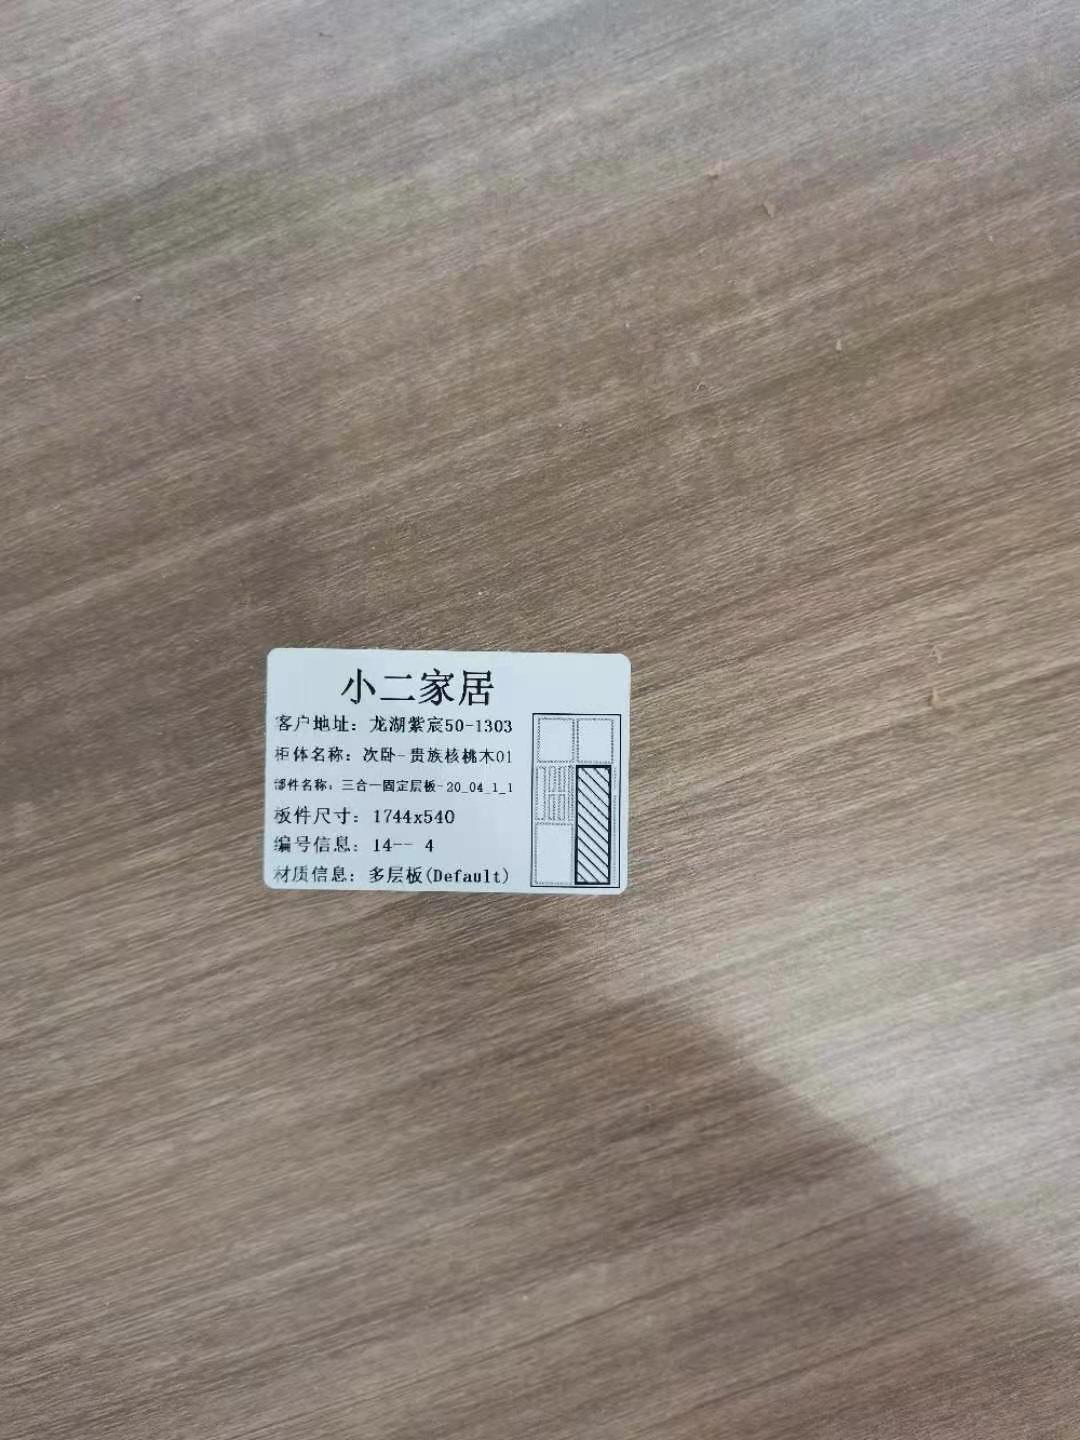 小二家居
客户地址：龙湖紫宸50-1303
柜体名称：次卧-贵族核桃木01
部件名称：三合一固定层板-20_04_1_1
板件尺寸：1744x540
编号信息：14-- 4
材质信息：多层板(Default)